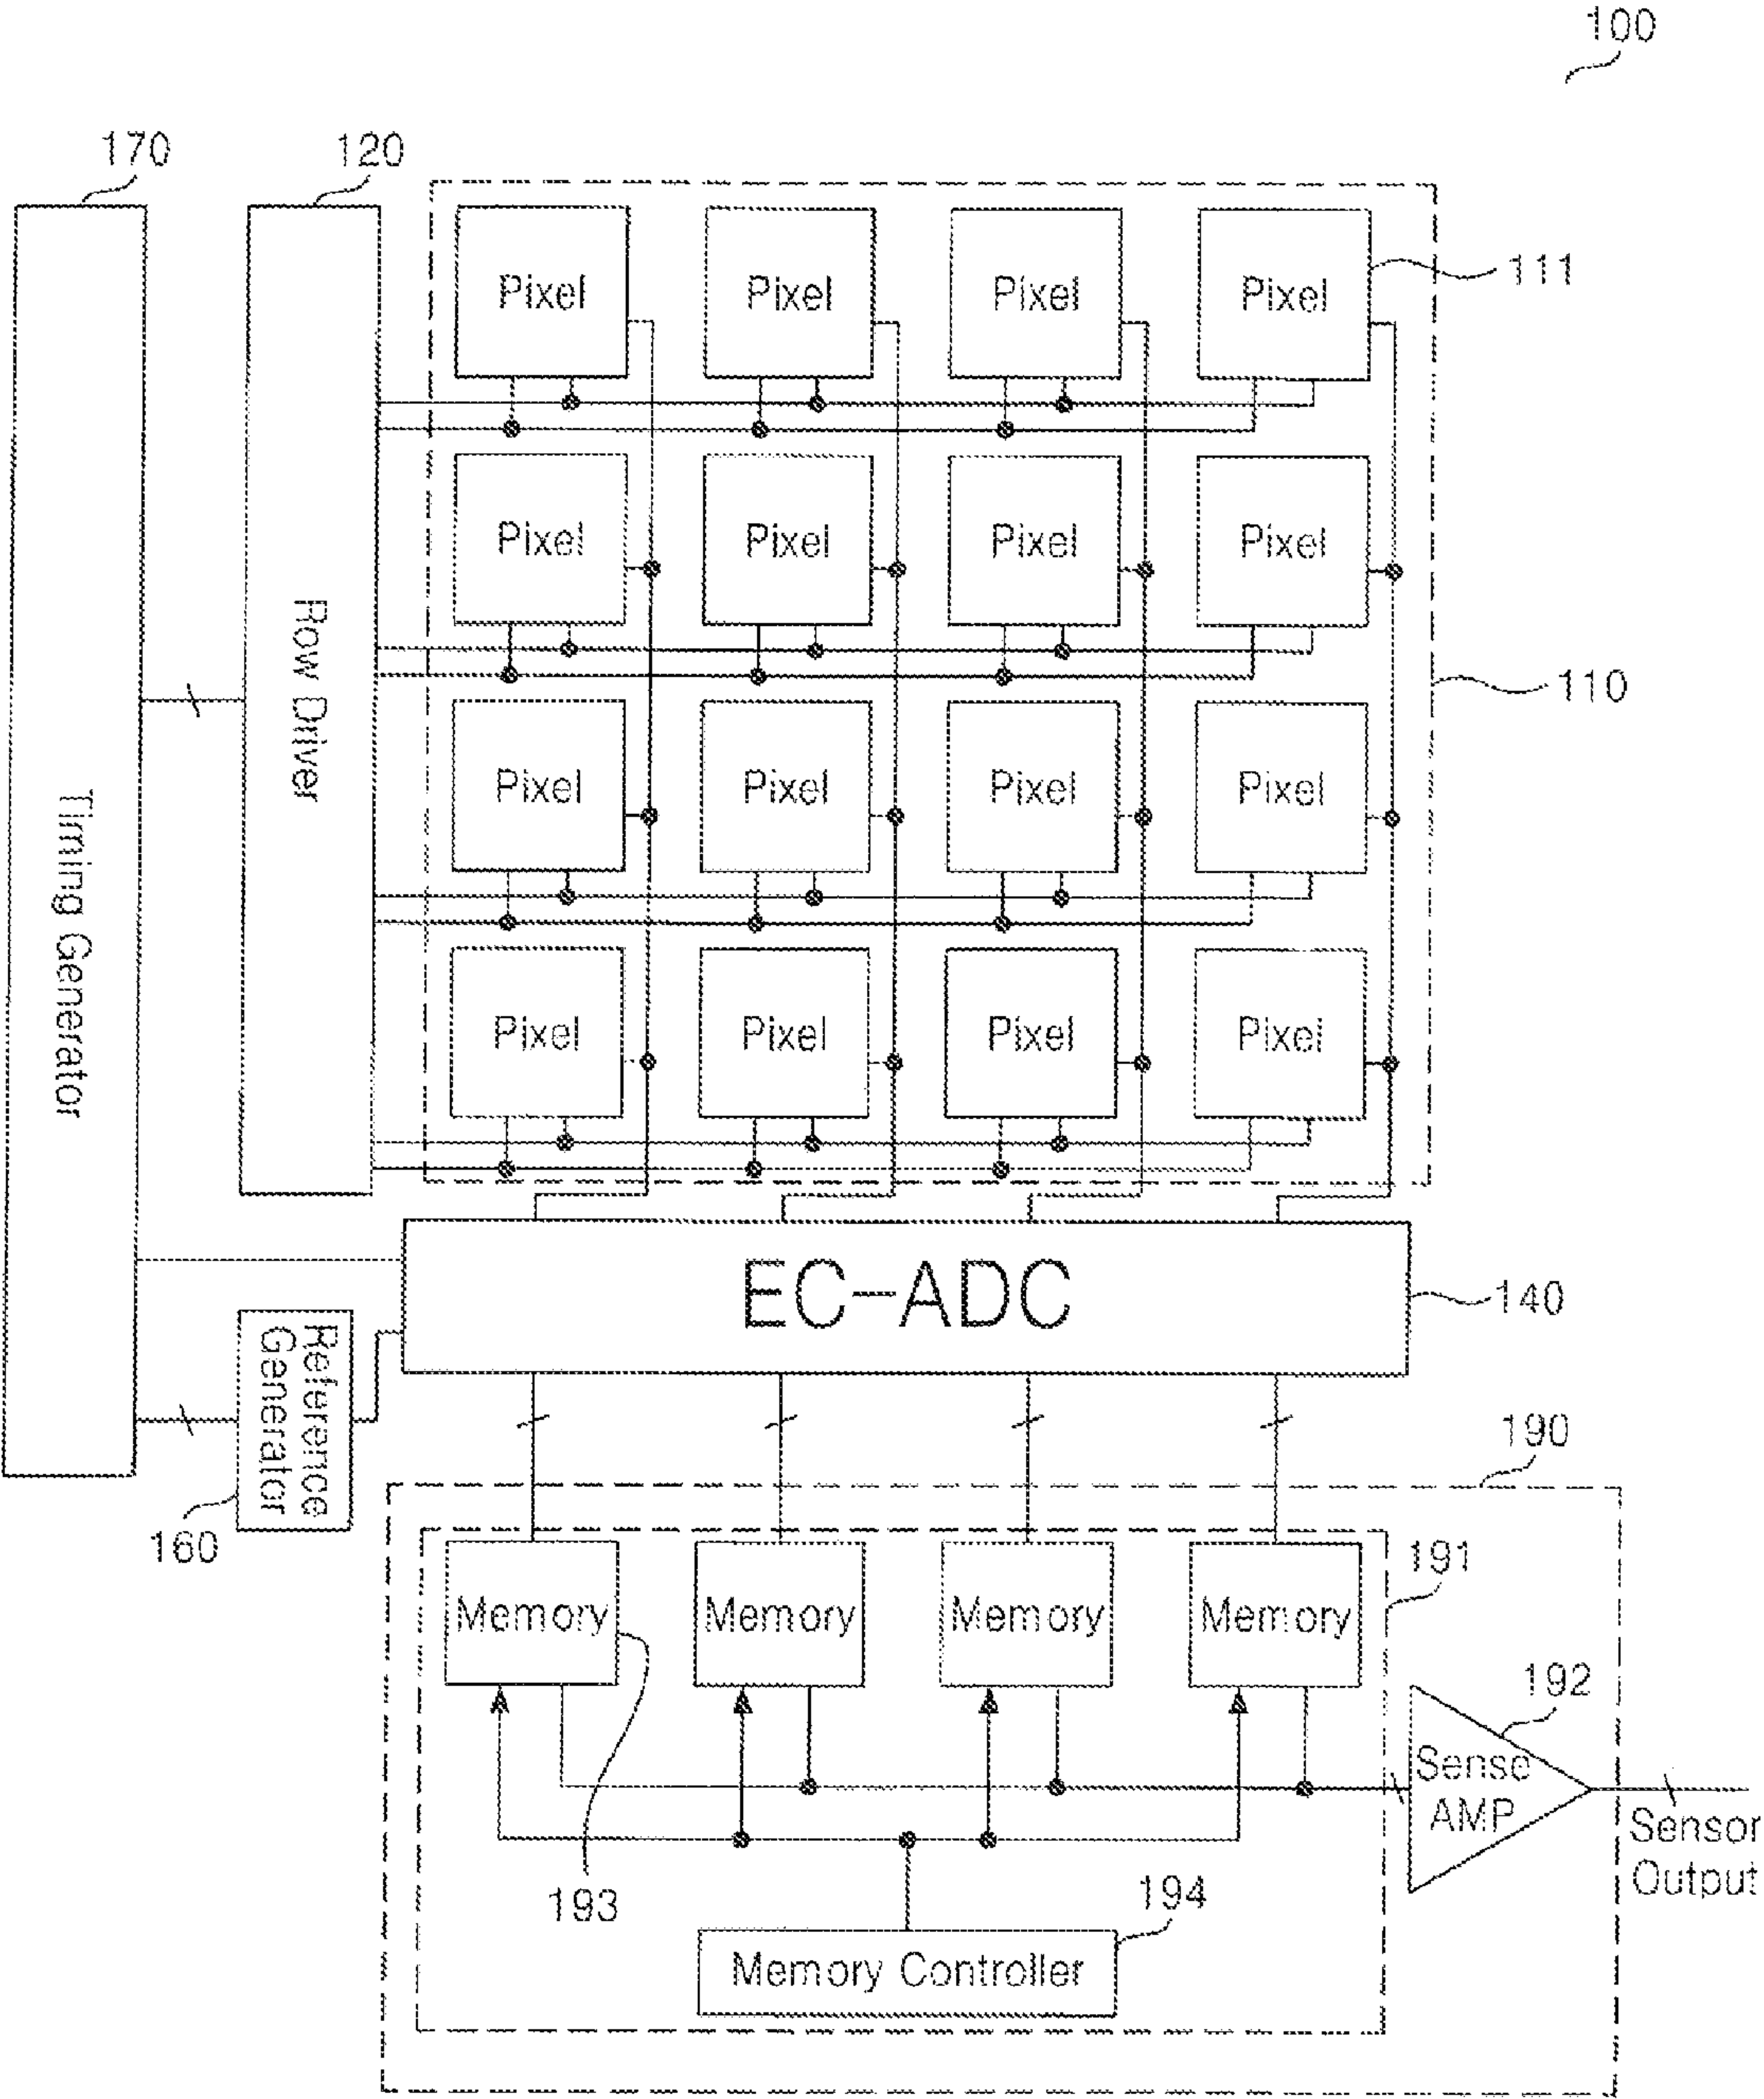 100
170
120
Pixel Pixel Pixel Pixel
111
Pixel Pixel Pixel Pixel
Row Driver
110
Pixel Pixel Pixel Pixel
Timing Generator
Pixel Pixel Pixel Pixel
EC-ADC
140
Reference
Generator
160
190
191
Memory Memory Memory Memory
192
Sense
AMP
Sensor
Output
193
194
Memory Controller